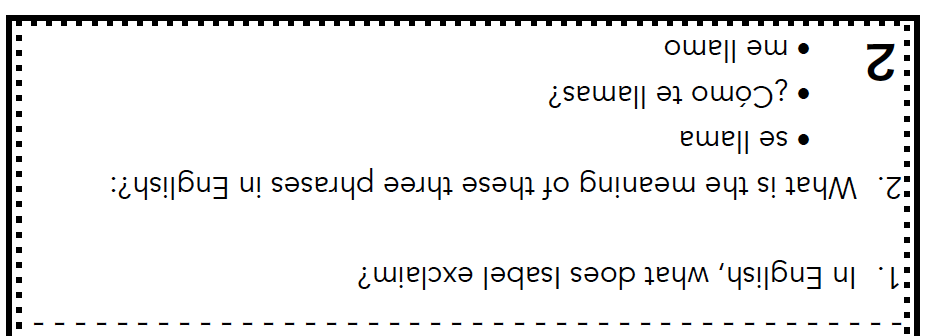 1. In English, what does Isabel exclaim?
2. What is the meaning of these three phrases in English?:
• se llama
• ¿Cómo te llamas?
• me llamo
2